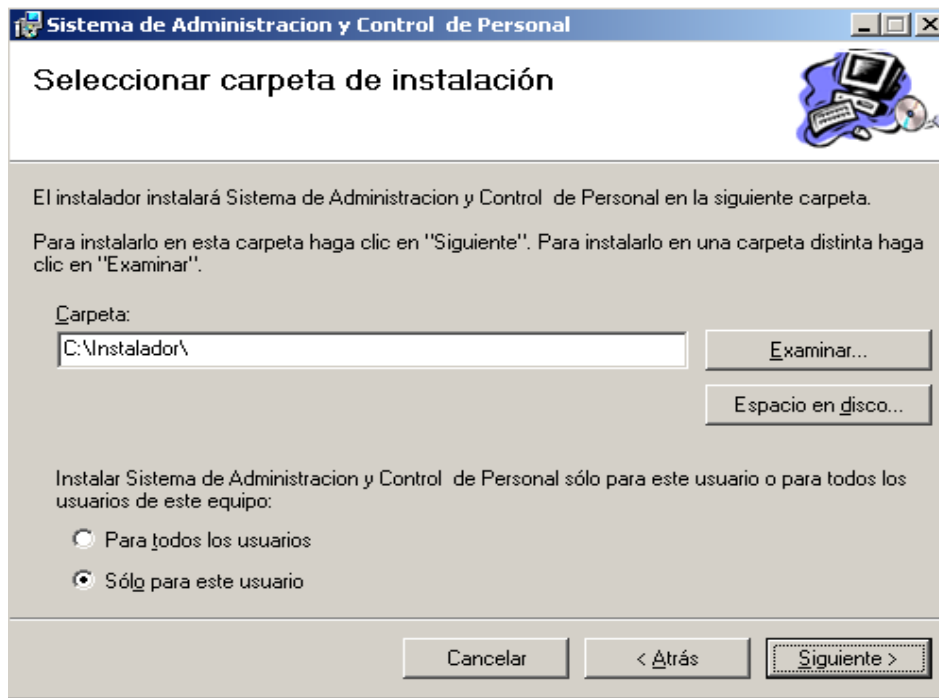 Sistema de Administracion y Control  de Personal
Seleccionar carpeta de instalación
El instalador instalará Sistema de Administracion y Control  de Personal en la siguiente carpeta.
Para instalarlo en esta carpeta haga clic en "Siguiente". Para instalarlo en una carpeta distinta haga
clic en "Examinar".
Carpeta:
C:\Instalador\
Examinar...
Espacio en disco...
Instalar Sistema de Administracion y Control  de Personal sólo para este usuario o para todos los
usuarios de este equipo:
Para todos los usuarios
Sólo para este usuario
Cancelar
< Atrás
Siguiente >